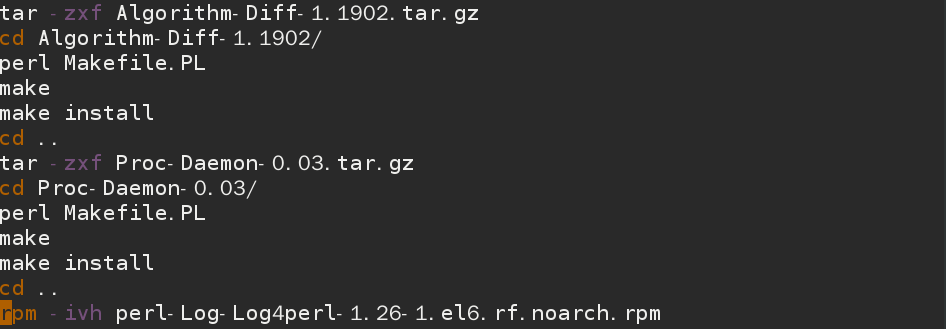 tar -zxf Algorithm-Diff-1.1902.tar.gz
cd Algorithm-Diff-1.1902/
perl Makefile.PL
make
make install
cd ..
tar -zxf Proc-Daemon-0.03.tar.gz
cd Proc-Daemon-0.03/
perl Makefile.PL
make
make install
cd ..
rpm -ivh perl-Log-Log4perl-1.26-1.el6.rf.noarch.rpm